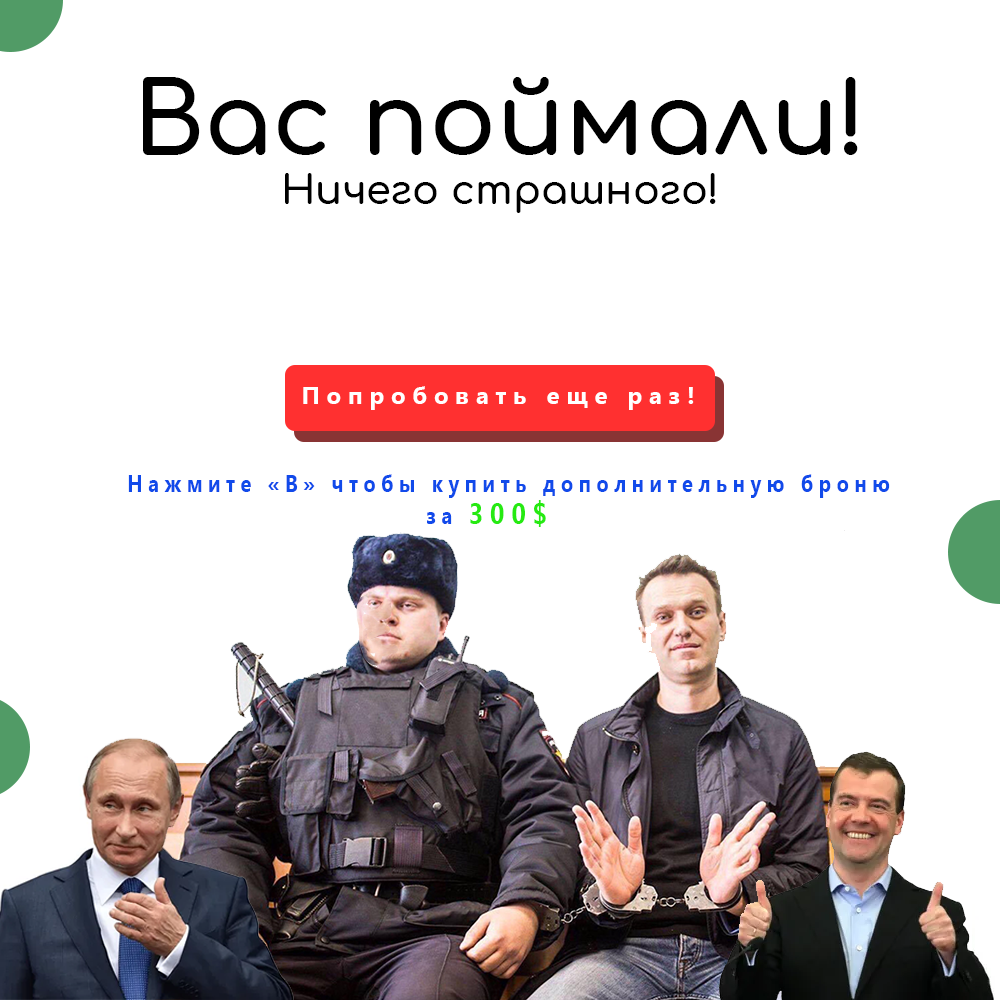 Вас поймали!
Ничего страшного!
Попробовать еще раз!
Нажмите «B» чтобы купить дополнительную броню
за 300$